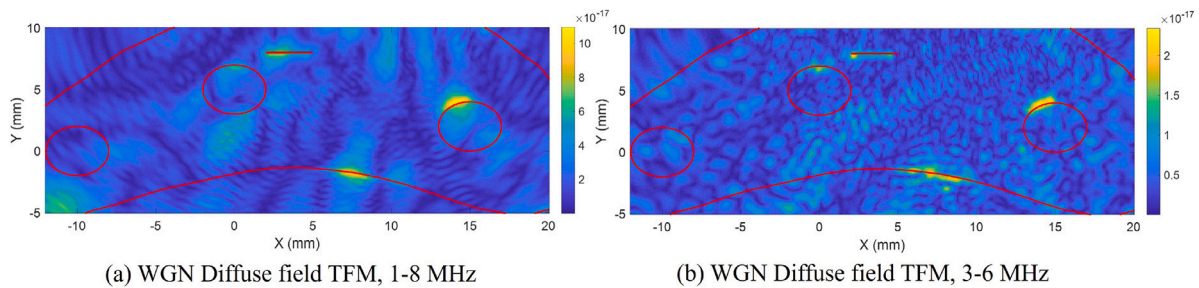 ×10⁻¹⁷
10
5
0
-5
Y (mm)
-10 -5 0 5 10 15 20
X (mm)
10
8
6
4
2
(a) WGN Diffuse field TFM, 1-8 MHz
×10⁻¹⁷
10
5
0
-5
Y (mm)
-10 -5 0 5 10 15 20
X (mm)
2
1.5
1
0.5
(b) WGN Diffuse field TFM, 3-6 MHz